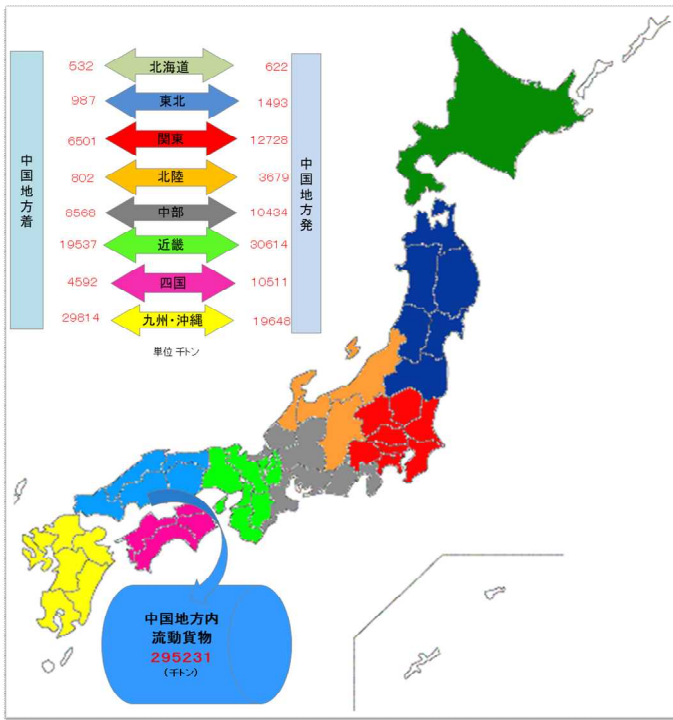 中国地方着
中国地方発
532 北海道 622
987 東北 1493
6501 関東 12728
802 北陸 3679
8568 中部 10434
19537 近畿 30614
4592 四国 10511
29814 九州・沖縄 19648
単位 千トン
中国地方内
流動貨物
295231
(千トン)